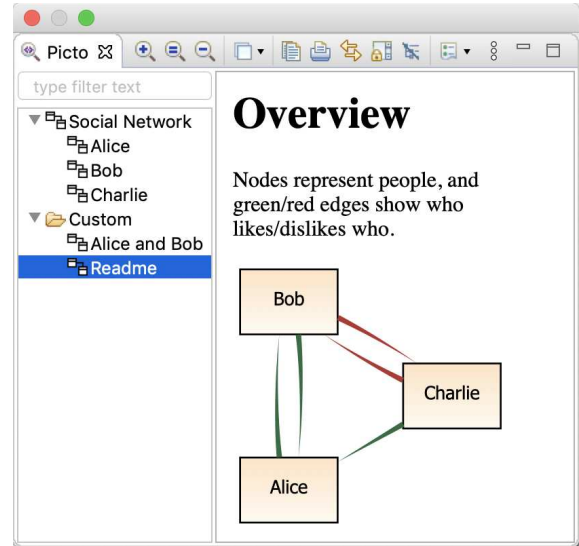 Picto
type filter text
Social Network
Alice
Bob
Charlie
Custom
Alice and Bob
Readme
Overview
Nodes represent people, and
green/red edges show who
likes/dislikes who.
Bob
Charlie
Alice